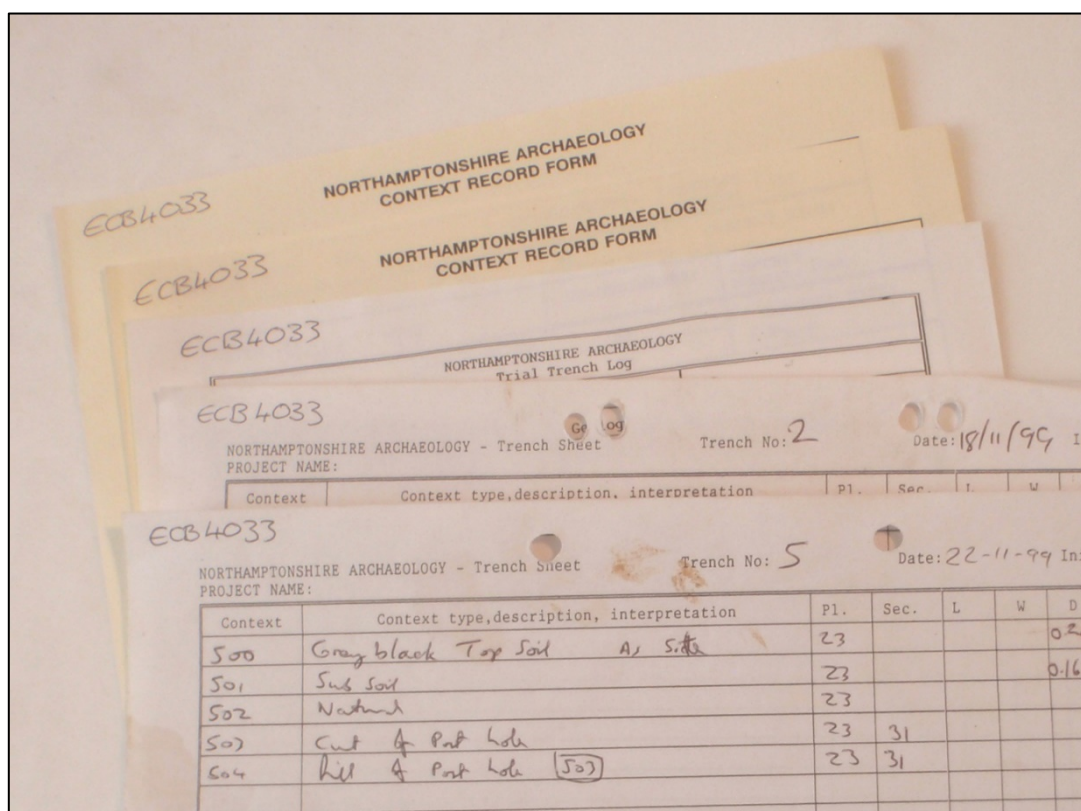 ECB4033
NORTHAMPTONSHIRE ARCHAEOLOGY
CONTEXT RECORD FORM
ECB4033
NORTHAMPTONSHIRE ARCHAEOLOGY
CONTEXT RECORD FORM
ECB4033
NORTHAMPTONSHIRE ARCHAEOLOGY
Trial Trench Log
ECB4033
NORTHAMPTONSHIRE ARCHAEOLOGY - Trench Sheet Trench No: 2 Date: 18/11/99
PROJECT NAME:
Context Context type,description, interpretation Pl. Sec. L W
ECB4033
NORTHAMPTONSHIRE ARCHAEOLOGY - Trench Sheet Trench No: 5 Date: 22-11-99
PROJECT NAME:
Context Context type,description, interpretation Pl. Sec. L W D
500 Grey black Top Soil 23
501 Sub soil 23 0.16
502 Natural 23
503 Cut of Post hole 23 31
504 Fill of Post hole 503 23 31